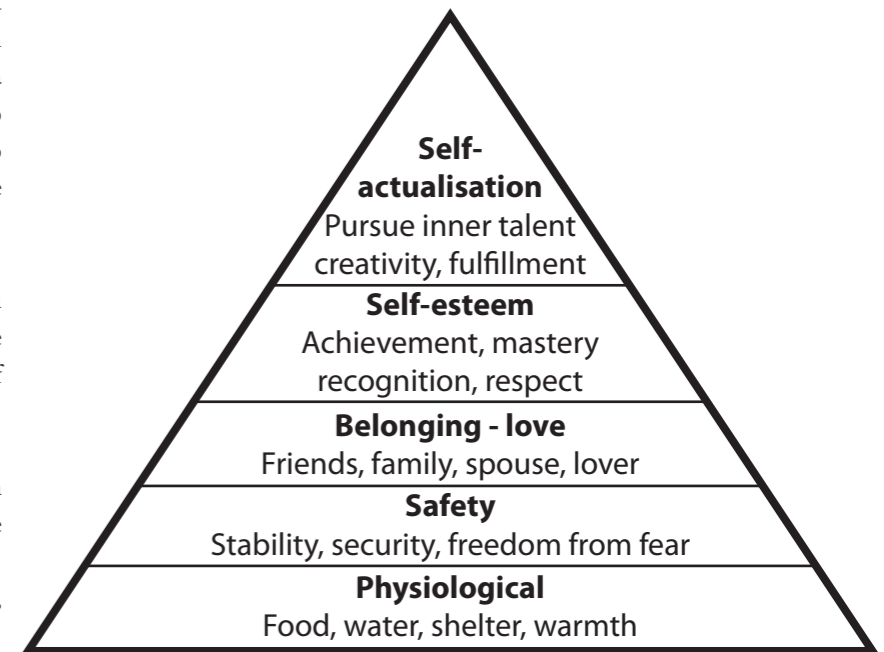 Self-
actualisation
Pursue inner talent
creativity, fulfillment
Self-esteem
Achievement, mastery
recognition, respect
Belonging - love
Friends, family, spouse, lover
Safety
Stability, security, freedom from fear
Physiological
Food, water, shelter, warmth